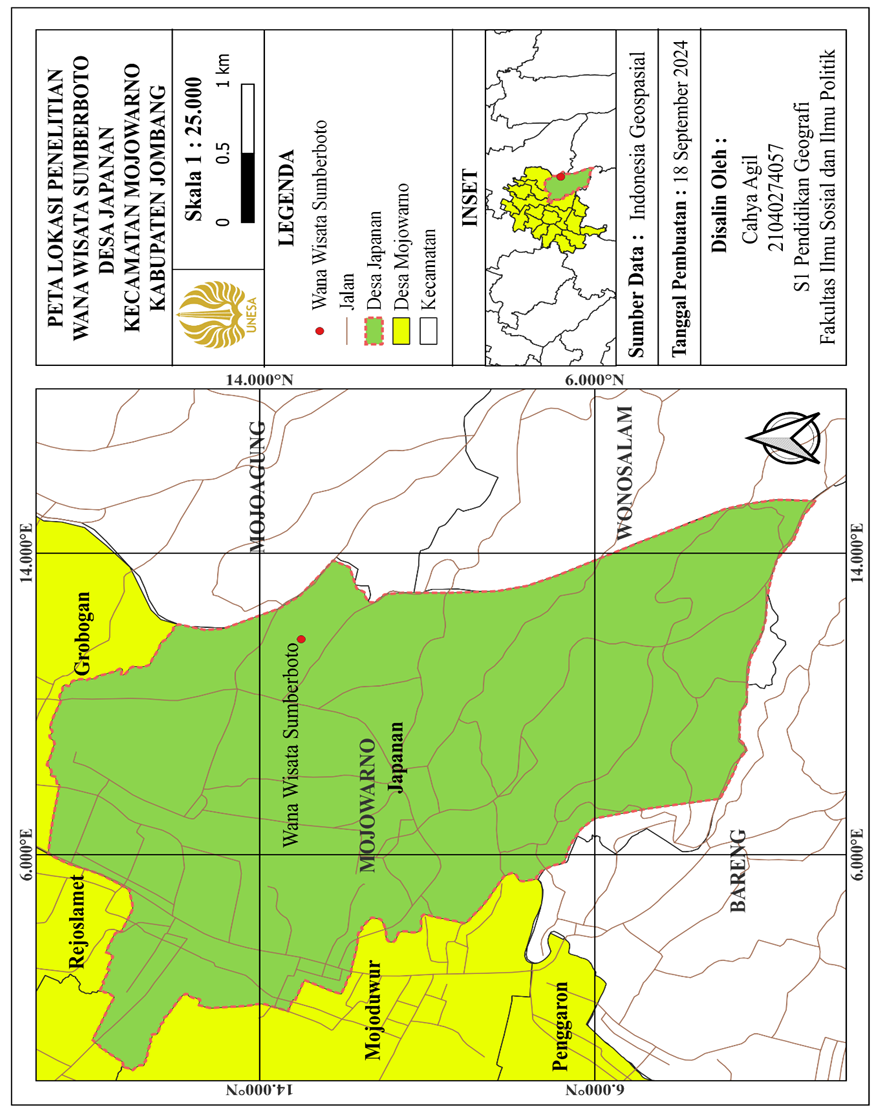 PETA LOKASI PENELITIAN
WANA WISATA SUMBERBOTO
DESA JAPANAN
KECAMATAN MOJOWARNO
KABUPATEN JOMBANG
UNESA
Skala 1 : 25.000
0 0.5 1 km
LEGENDA
Wana Wisata Sumberboto
Jalan
Desa Japanan
Desa Mojowarno
Kecamatan
INSET
Sumber Data : Indonesia Geospasial
Tanggal Pembuatan : 18 September 2024
Disalin Oleh :
Cahya Agil
21040274057
S1 Pendidikan Geografi
Fakultas Ilmu Sosial dan Ilmu Politik
6.000°E 14.000°E
14.000°N 14.000°N
6.000°N 6.000°N
Rejoslamet
Grobogan
MOJOAGUNG
Wana Wisata Sumberboto
MOJOWARNO
Japanan
Mojoduwur
Penggaron
WONOSALAM
BARENG
6.000°E 14.000°E